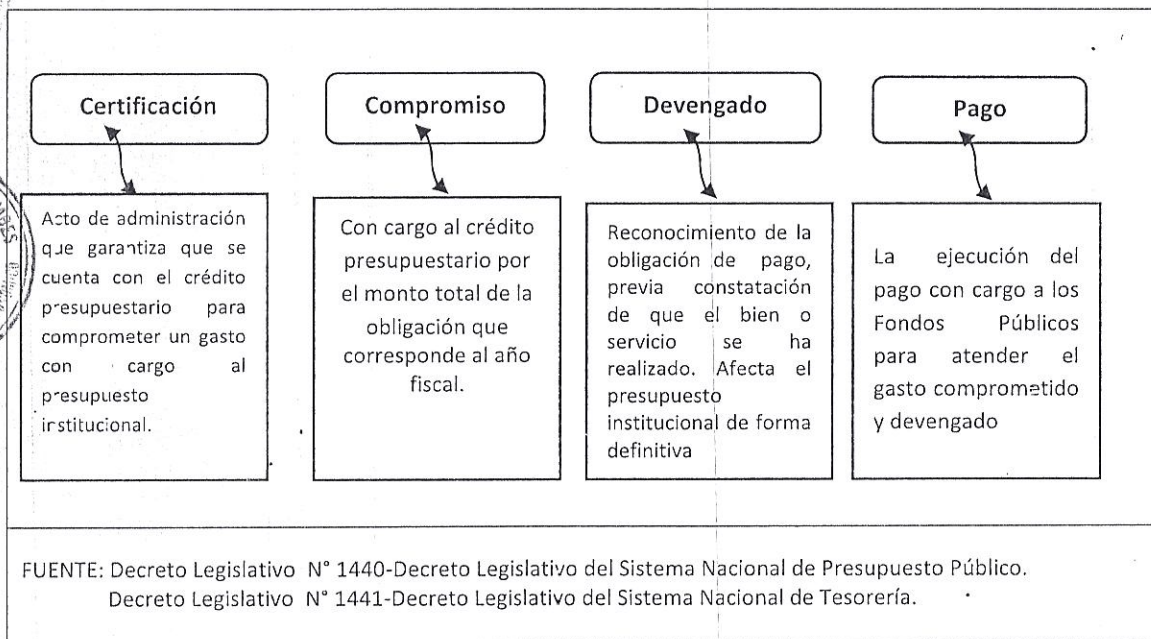 Certificación
Acto de administración
que garantiza que se
cuenta con el crédito
presupuestario para
comprometer un gasto
con cargo al
presupuesto
institucional.
Compromiso
Con cargo al crédito
presupuestario por
el monto total de la
obligación que
corresponde al año
fiscal.
Devengado
Reconocimiento de la
obligación de pago,
previa constatación
de que el bien o
servicio se ha
realizado. Afecta el
presupuesto
institucional de forma
definitiva
Pago
La ejecución del
pago con cargo a los
Fondos Públicos
para atender el
gasto comprometido
y devengado
FUENTE: Decreto Legislativo N° 1440-Decreto Legislativo del Sistema Nacional de Presupuesto Público.
Decreto Legislativo N° 1441-Decreto Legislativo del Sistema Nacional de Tesorería.